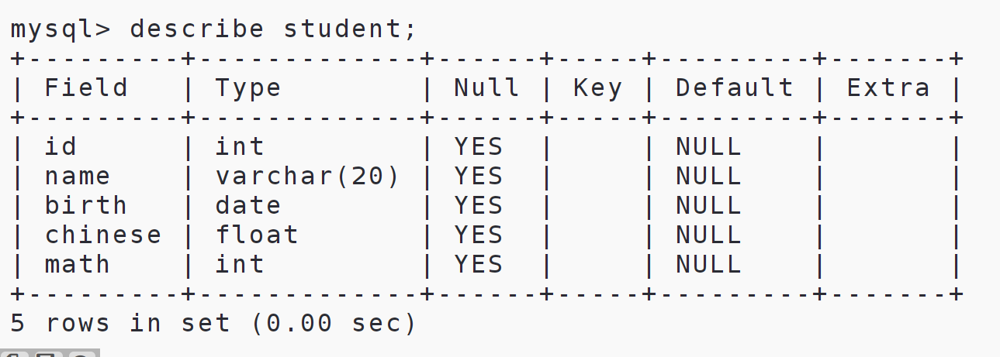 mysql> describe student;
+---------+-------------+------+-----+---------+-------+
| Field   | Type        | Null | Key | Default | Extra |
+---------+-------------+------+-----+---------+-------+
| id      | int         | YES  |     | NULL    |       |
| name    | varchar(20) | YES  |     | NULL    |       |
| birth   | date        | YES  |     | NULL    |       |
| chinese | float       | YES  |     | NULL    |       |
| math    | int         | YES  |     | NULL    |       |
+---------+-------------+------+-----+---------+-------+
5 rows in set (0.00 sec)